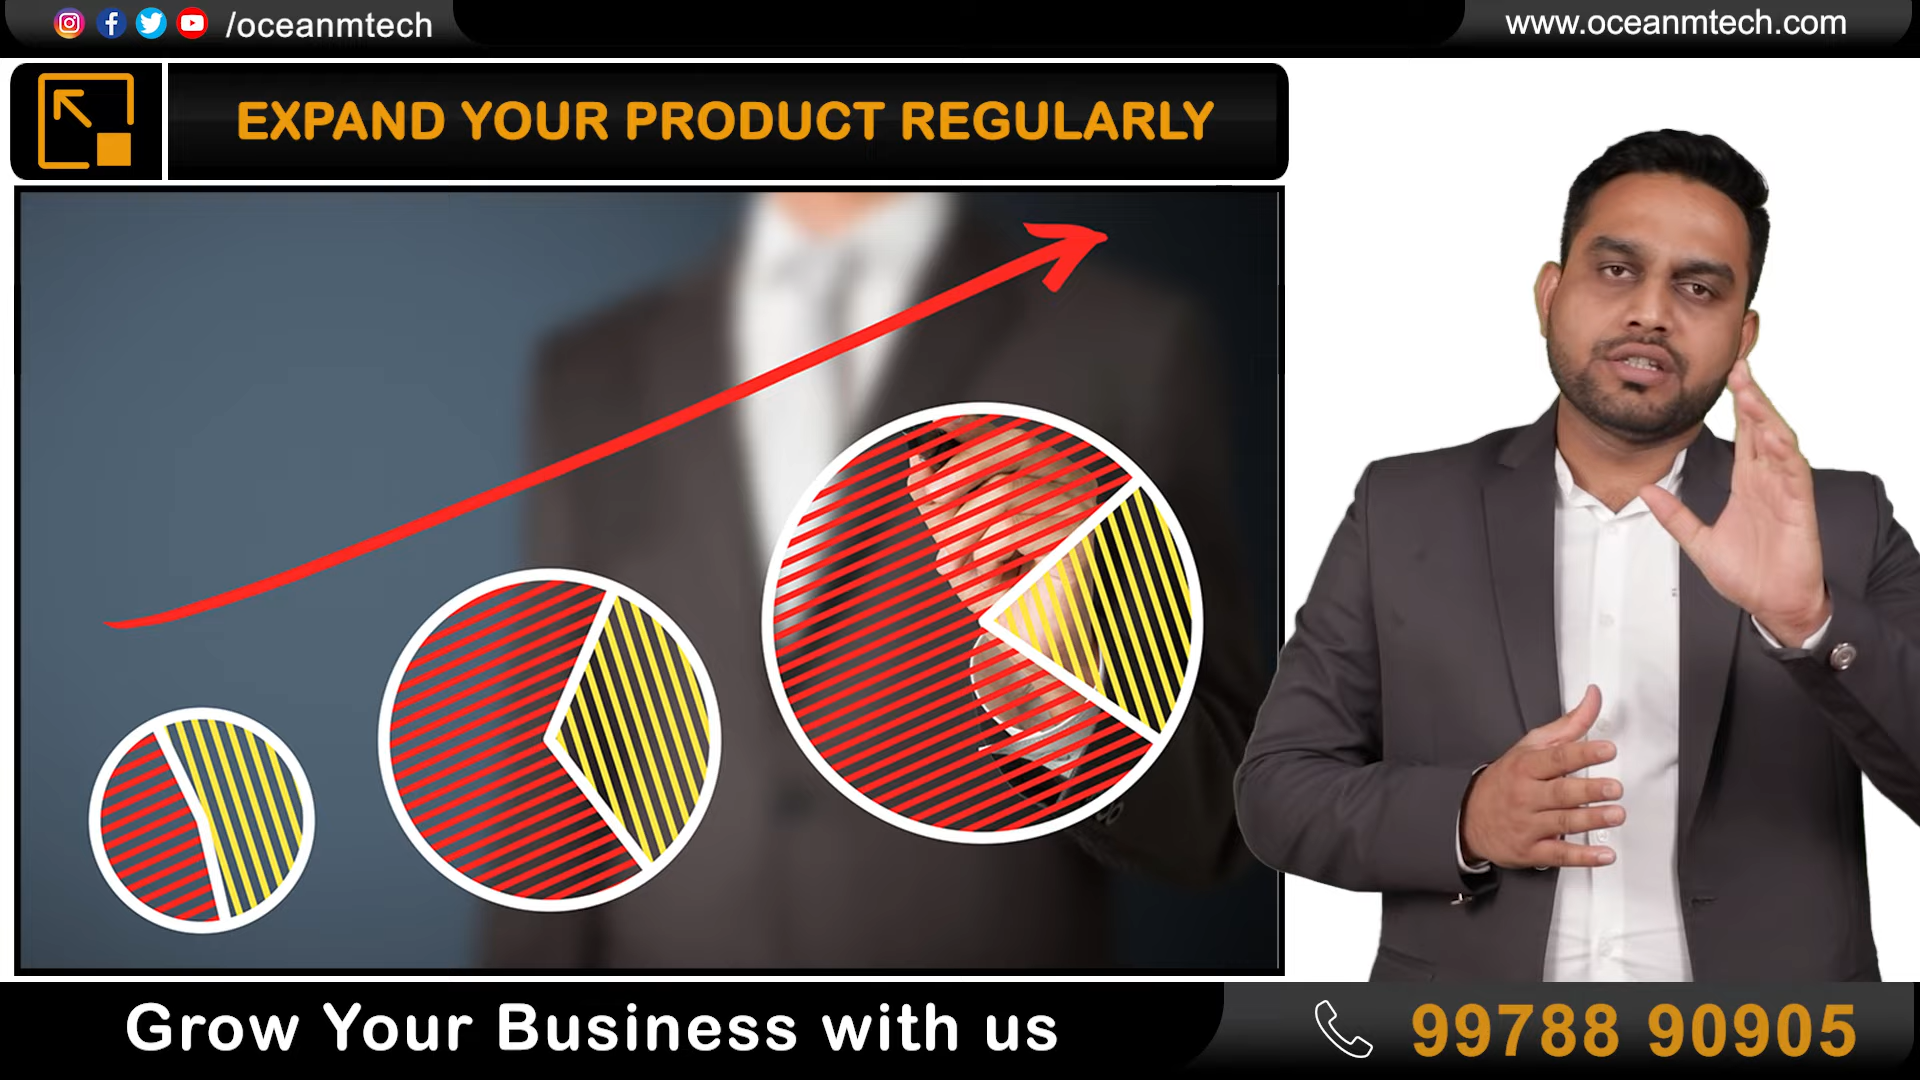 /oceanmtech
www.oceanmtech.com
EXPAND YOUR PRODUCT REGULARLY
Grow Your Business with us
99788 90905